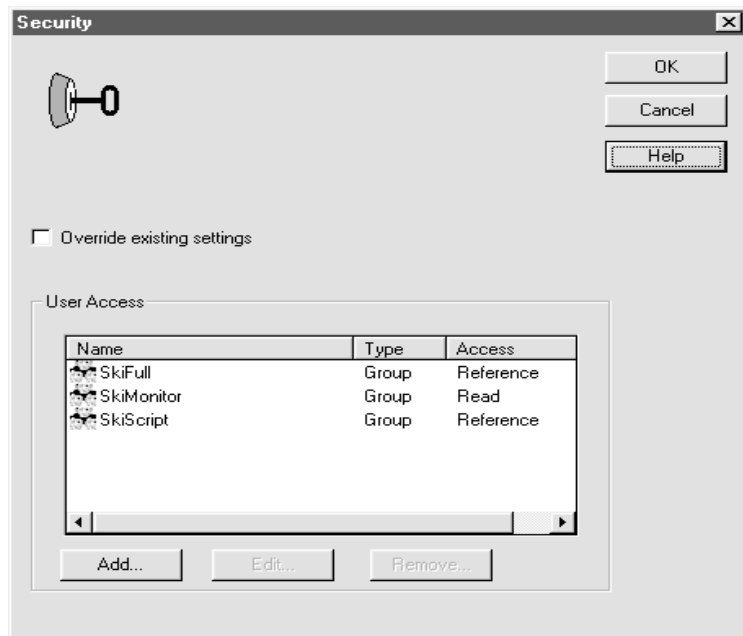 Security
OK
Cancel
Help
Override existing settings
User Access
Name Type Access
SkiFull Group Reference
SkiMonitor Group Read
SkiScript Group Reference
Add... Edit... Remove...